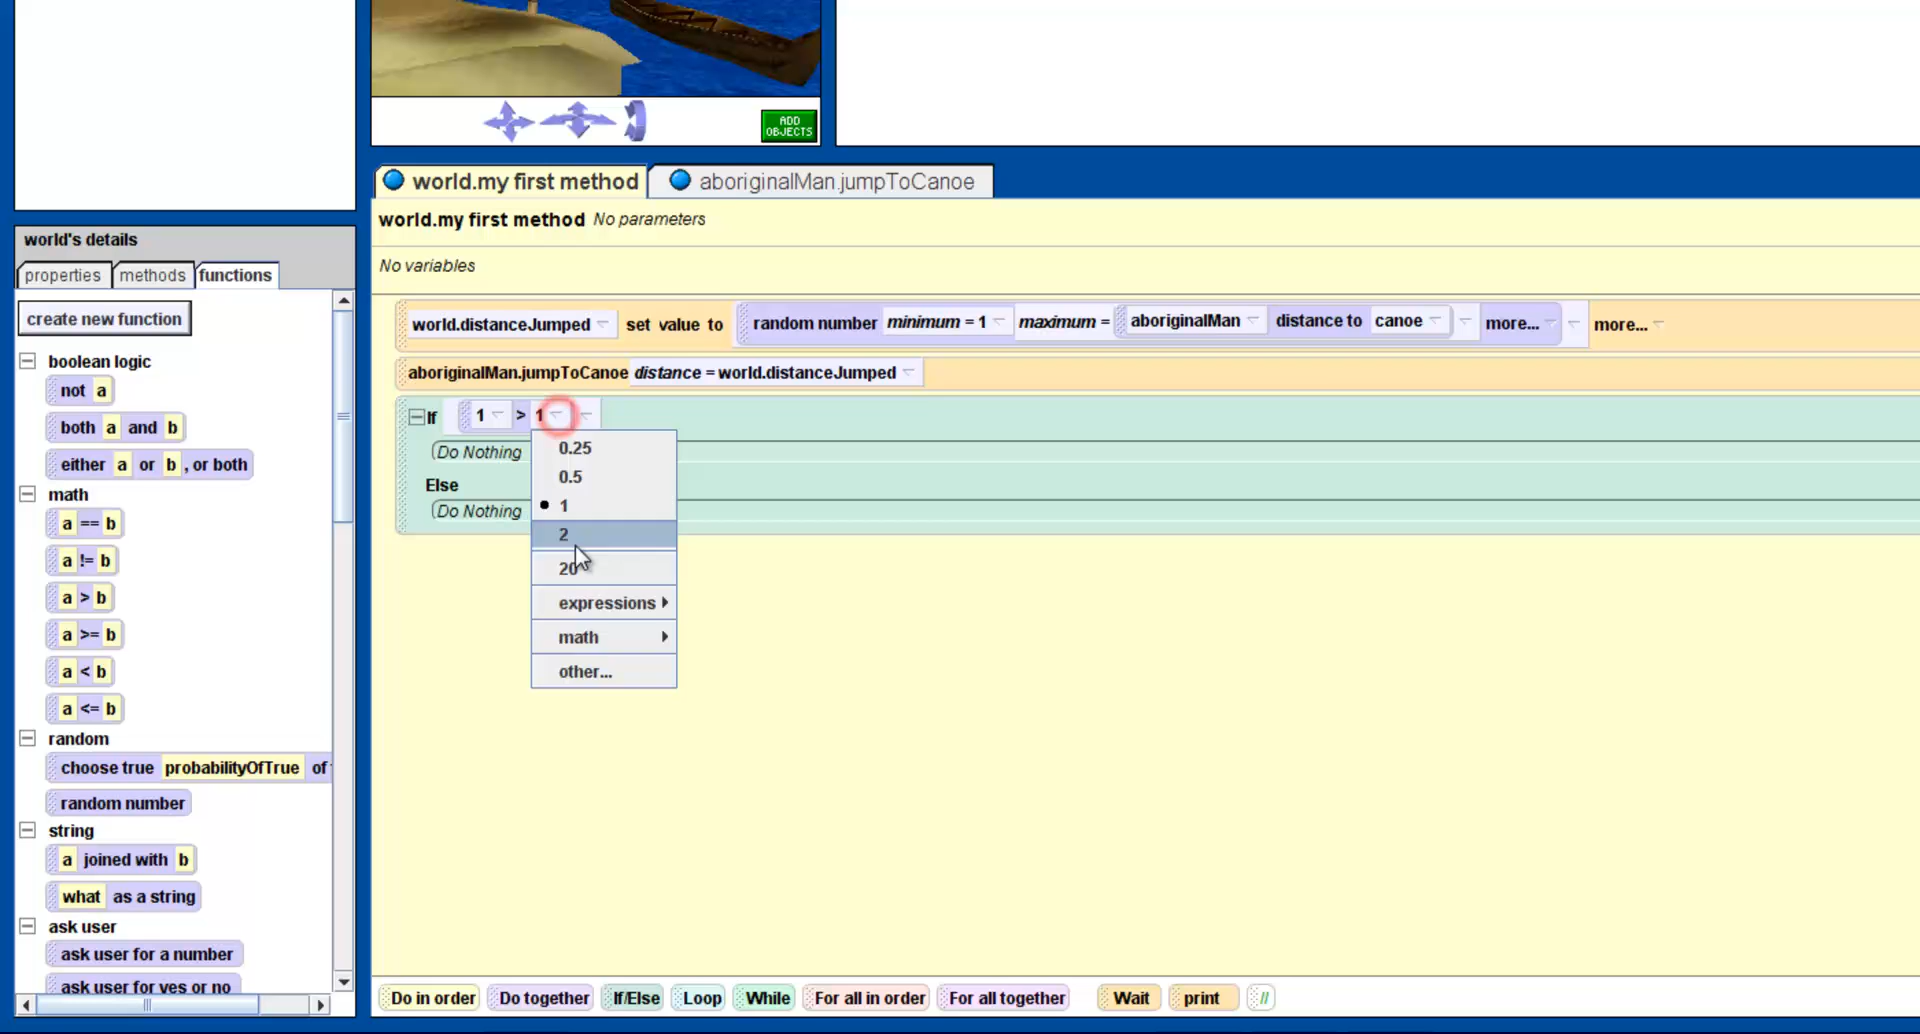 ADD
OBJECTS
world.my first method
aboriginalMan.jumpToCanoe
world.my first method No parameters
No variables
world.distanceJumped set value to random number minimum = 1 maximum = aboriginalMan distance to canoe more... more...
aboriginalMan.jumpToCanoe distance = world.distanceJumped
If 1 > 1
(Do Nothing
Else
(Do Nothing
0.25
0.5
1
2
20
expressions
math
other...
world's details
properties methods functions
create new function
boolean logic
not a
both a and b
either a or b , or both
math
a == b
a != b
a > b
a >= b
a < b
a <= b
random
choose true probabilityOfTrue of
random number
string
a joined with b
what as a string
ask user
ask user for a number
ask user for yes or no
Do in order Do together If/Else Loop While For all in order For all together Wait print //